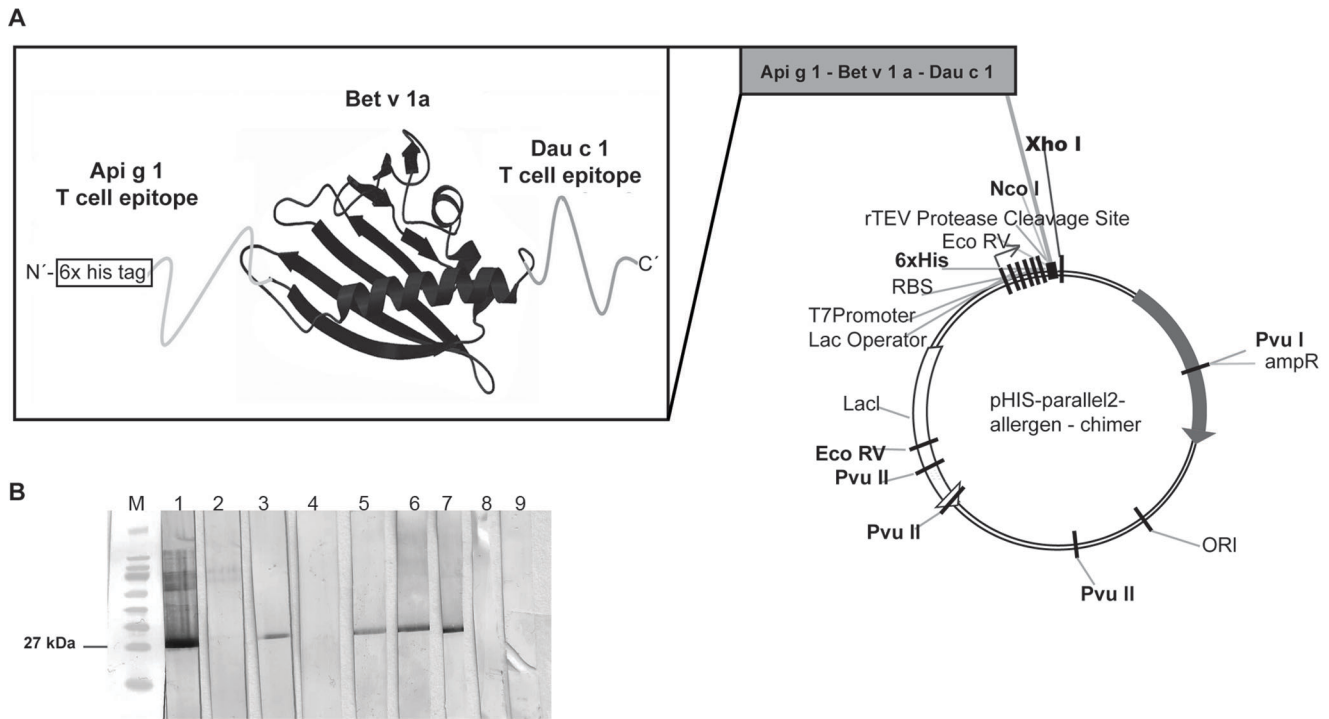 A
Api g 1 - Bet v 1 a - Dau c 1
Bet v 1a
Api g 1
T cell epitope
Dau c 1
T cell epitope
N´-
6x his tag
C´
Xho I
Nco I
rTEV Protease Cleavage Site
Eco RV
6xHis
RBS
T7Promoter
Lac Operator
Pvu I
ampR
LacI
pHIS-parallel2-
allergen - chimer
Eco RV
Pvu II
Pvu II
ORI
Pvu II
B
M 1 2 3 4 5 6 7 8 9
27 kDa